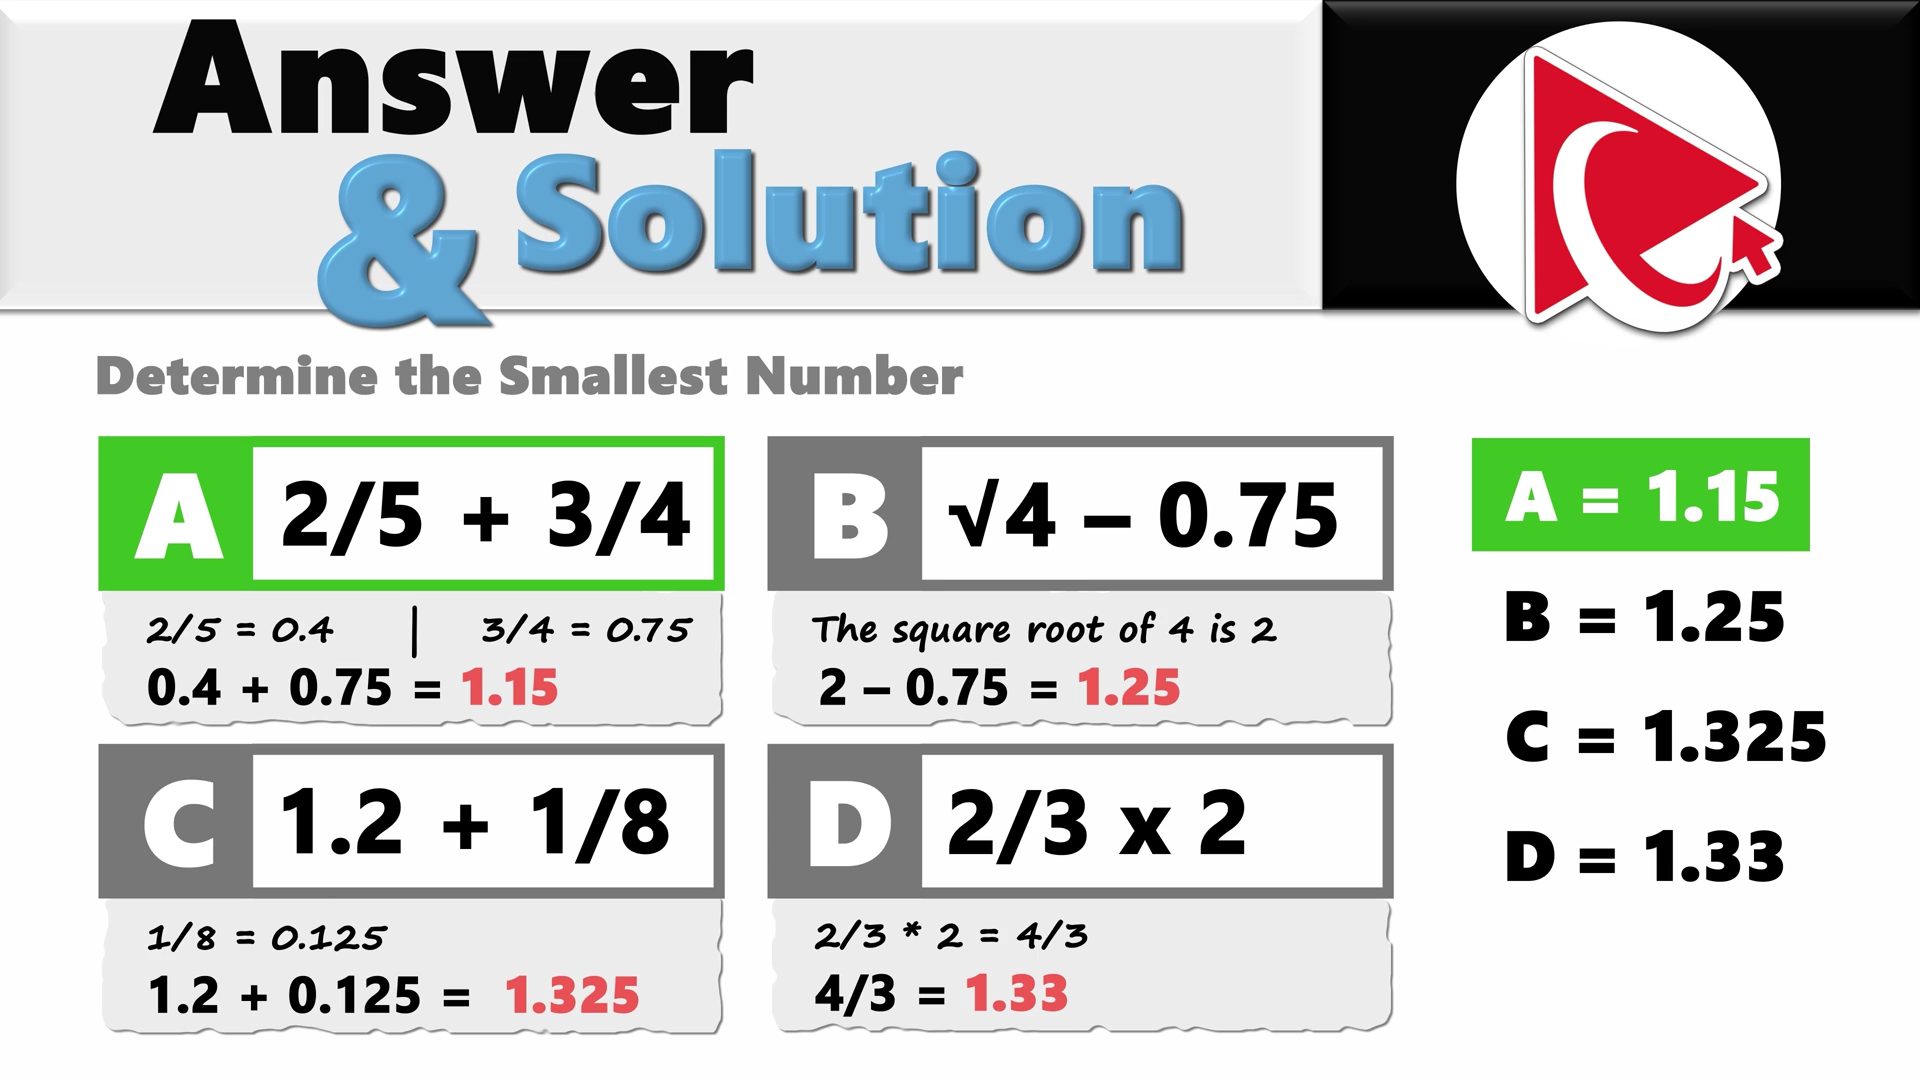 Answer
& Solution
Determine the Smallest Number
A 2/5 + 3/4
2/5 = 0.4 | 3/4 = 0.75
0.4 + 0.75 = 1.15
B √4 – 0.75
The square root of 4 is 2
2 – 0.75 = 1.25
C 1.2 + 1/8
1/8 = 0.125
1.2 + 0.125 = 1.325
D 2/3 x 2
2/3 * 2 = 4/3
4/3 = 1.33
A = 1.15
B = 1.25
C = 1.325
D = 1.33